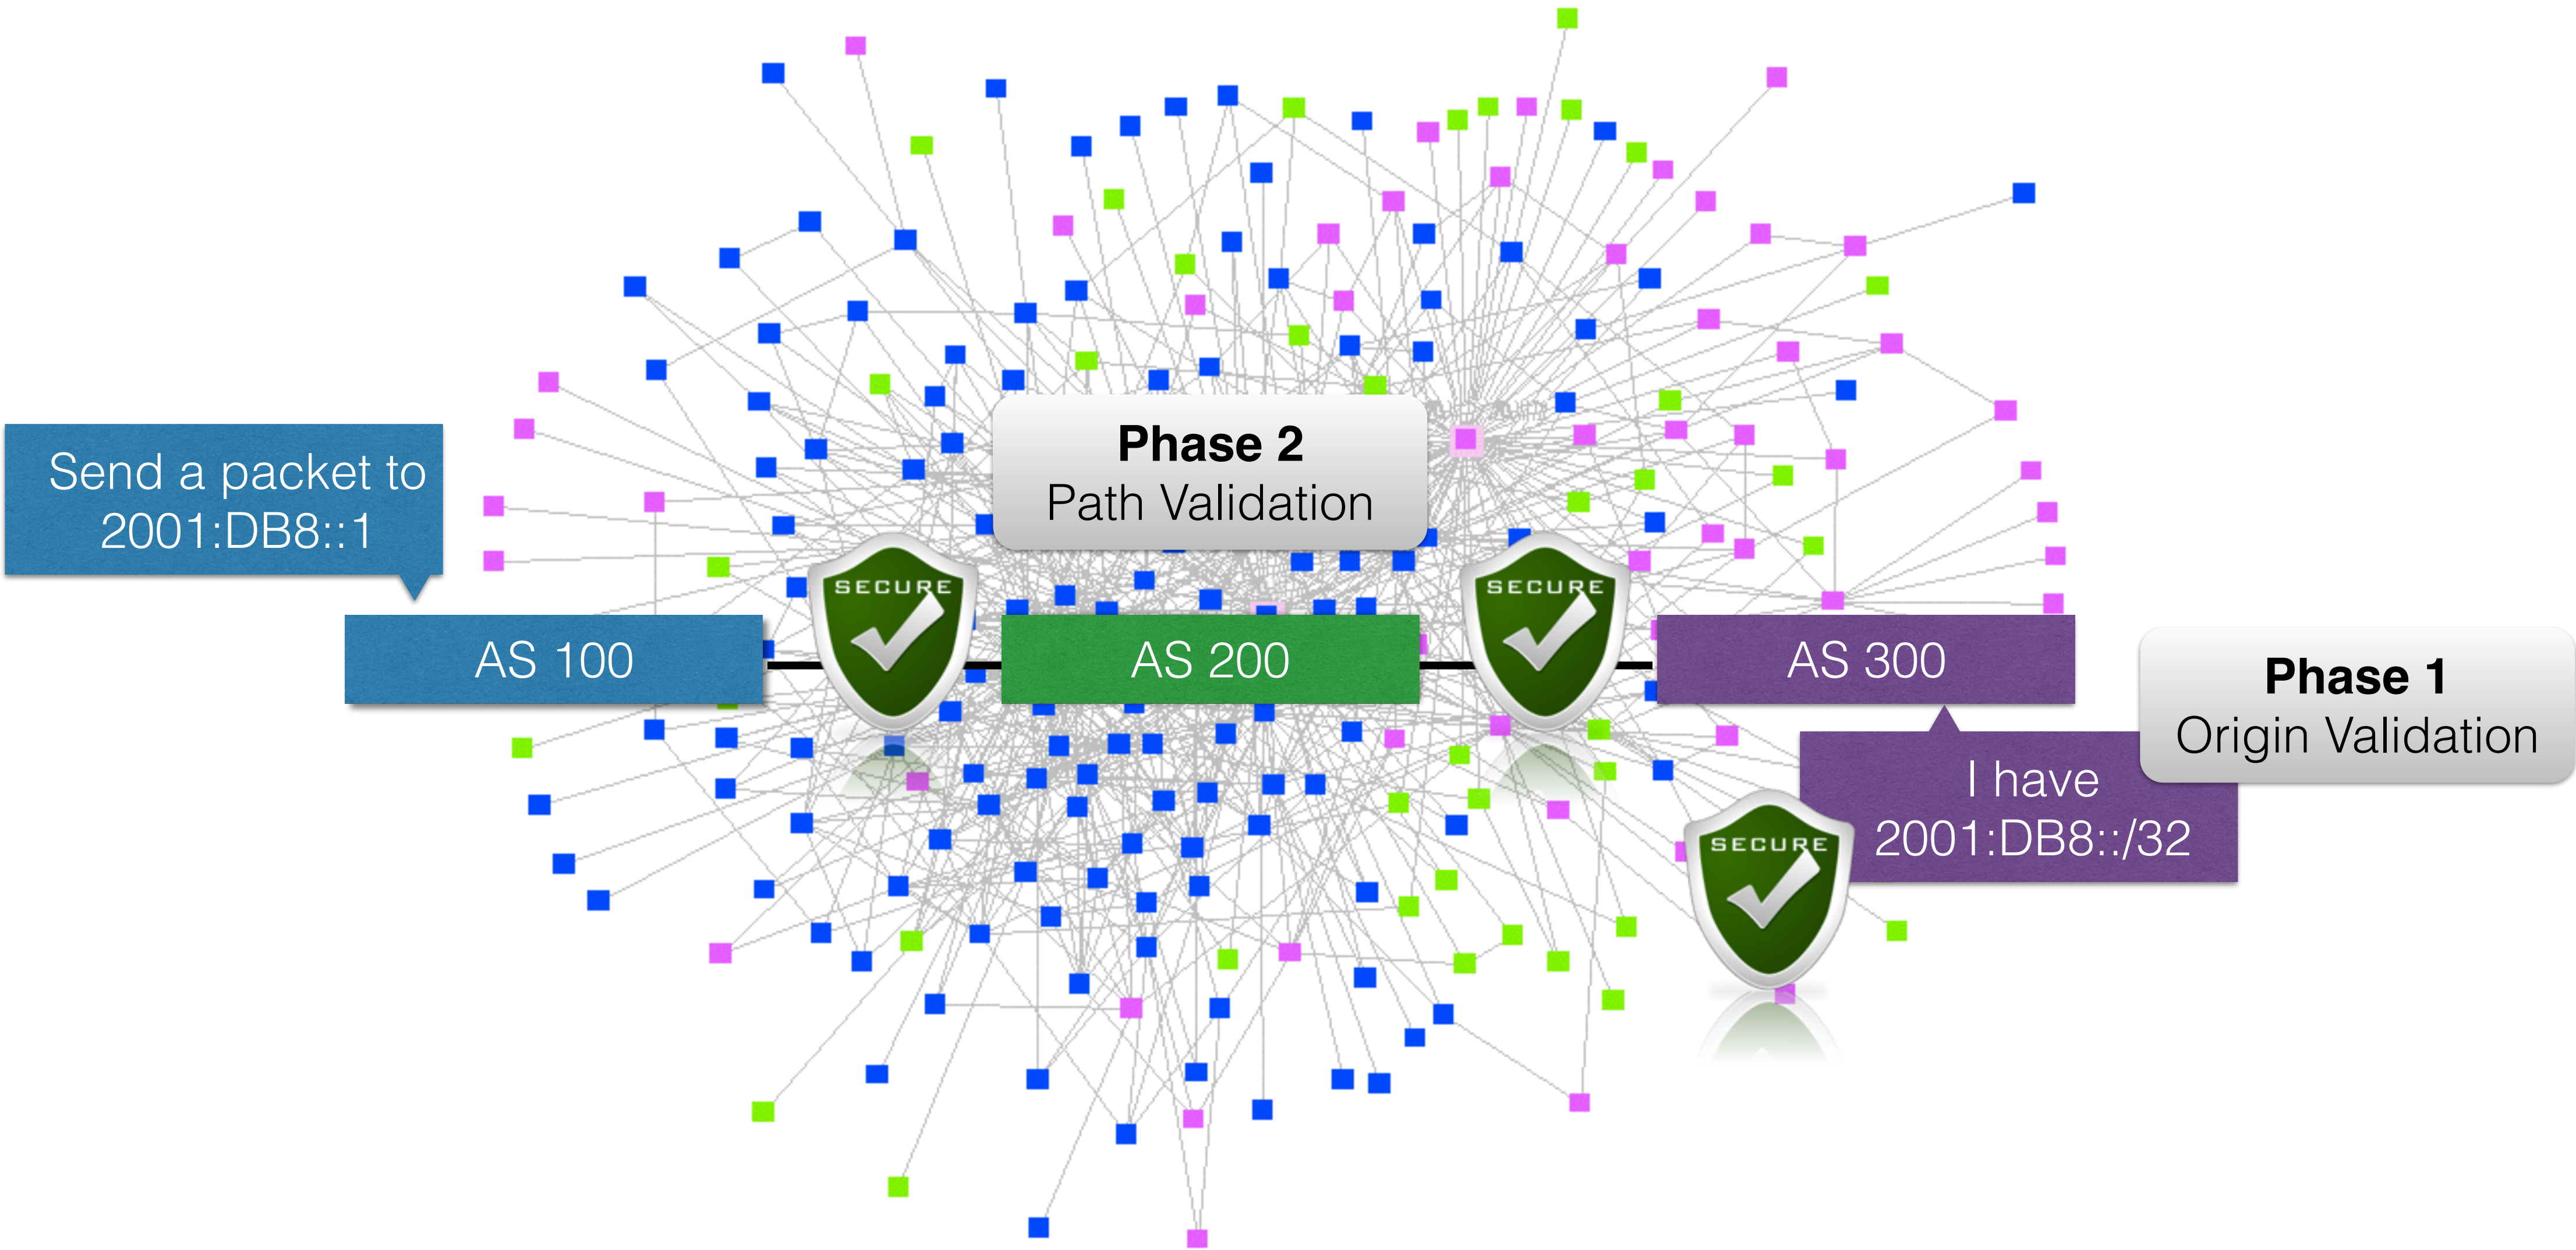 Phase 2
Path Validation
Send a packet to
2001:DB8::1
SECURE
SECURE
AS 100
AS 200
AS 300
Phase 1
Origin Validation
I have
2001:DB8::/32
SECURE